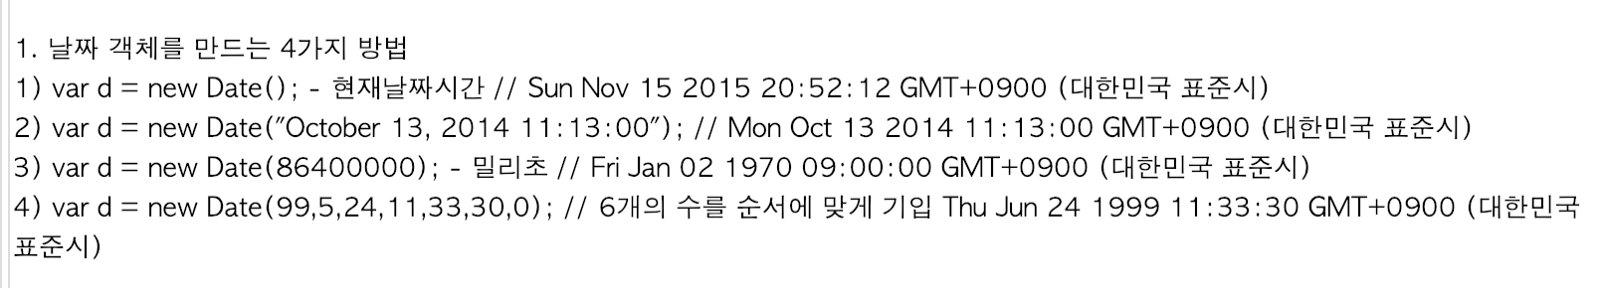 1. 날짜 객체를 만드는 4가지 방법
1) var d = new Date(); - 현재날짜시간 // Sun Nov 15 2015 20:52:12 GMT+0900 (대한민국 표준시)
2) var d = new Date("October 13, 2014 11:13:00"); // Mon Oct 13 2014 11:13:00 GMT+0900 (대한민국 표준시)
3) var d = new Date(86400000); - 밀리초 // Fri Jan 02 1970 09:00:00 GMT+0900 (대한민국 표준시)
4) var d = new Date(99,5,24,11,33,30,0); // 6개의 수를 순서에 맞게 기입 Thu Jun 24 1999 11:33:30 GMT+0900 (대한민국
표준시)